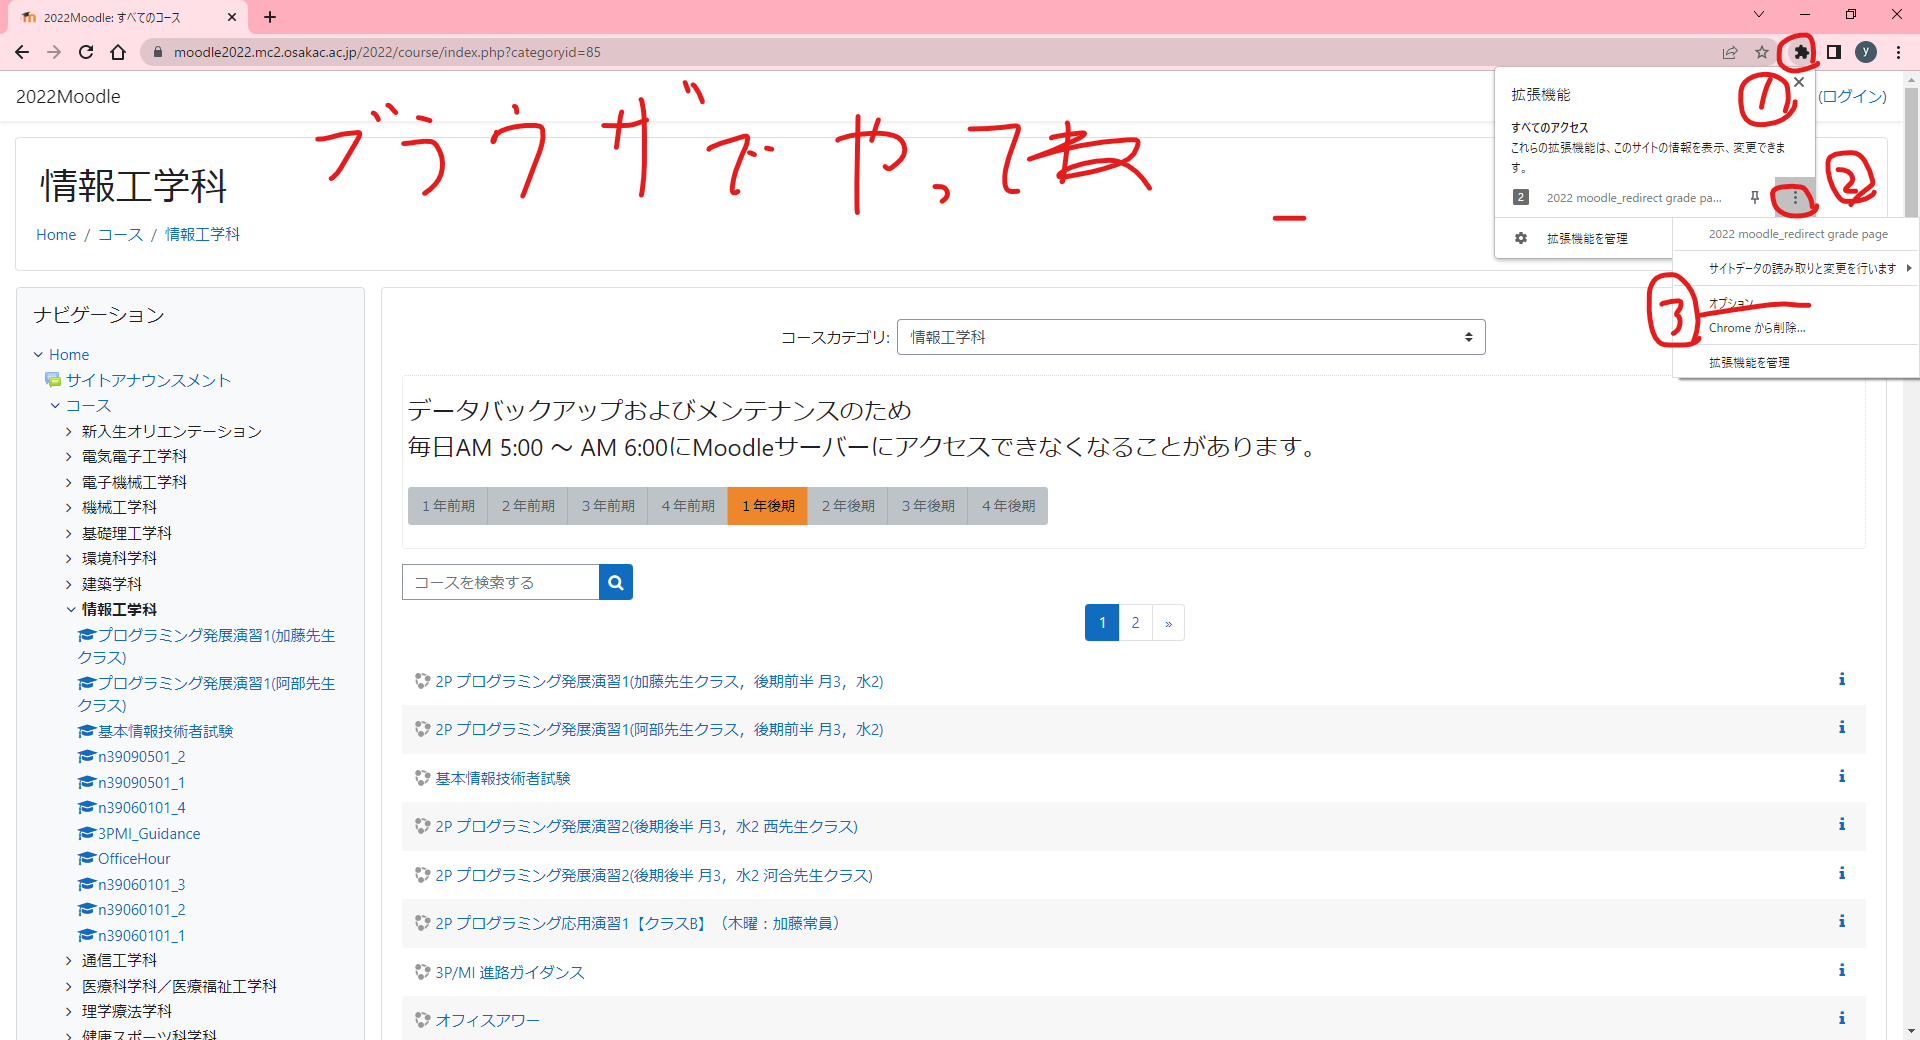 2022Moodle: すべてのコース
moodle2022.mc2.osakac.ac.jp/2022/course/index.php?categoryid=85
y
2022Moodle
(ログイン)
ブラウザでやってね
①
②
③
拡張機能
すべてのアクセス
これらの拡張機能は、このサイトの情報を表示、変更できま
す。
2 2022 moodle_redirect grade pa...
拡張機能を管理
2022 moodle_redirect grade page
サイトデータの読み取りと変更を行います
オプション
Chrome から削除...
拡張機能を管理
情報工学科
Home / コース / 情報工学科
ナビゲーション
Home
サイトアナウンスメント
コース
新入生オリエンテーション
電気電子工学科
電子機械工学科
機械工学科
基礎理工学科
環境科学科
建築学科
情報工学科
プログラミング発展演習1(加藤先生
クラス)
プログラミング発展演習1(阿部先生
クラス)
基本情報技術者試験
n39090501_2
n39090501_1
n39060101_4
3PMI_Guidance
OfficeHour
n39060101_3
n39060101_2
n39060101_1
通信工学科
医療科学科／医療福祉工学科
理学療法学科
健康スポーツ科学科
コースカテゴリ: 情報工学科
データバックアップおよびメンテナンスのため
毎日AM 5:00 ～ AM 6:00にMoodleサーバーにアクセスできなくなることがあります。
１年前期 ２年前期 ３年前期 ４年前期 １年後期 ２年後期 ３年後期 ４年後期
コースを検索する
1 2 »
2P プログラミング発展演習1(加藤先生クラス，後期前半 月3，水2)
2P プログラミング発展演習1(阿部先生クラス，後期前半 月3，水2)
基本情報技術者試験
2P プログラミング発展演習2(後期後半 月3，水2 西先生クラス)
2P プログラミング発展演習2(後期後半 月3，水2 河合先生クラス)
2P プログラミング応用演習1【クラスB】（木曜：加藤常員）
3P/MI 進路ガイダンス
オフィスアワー